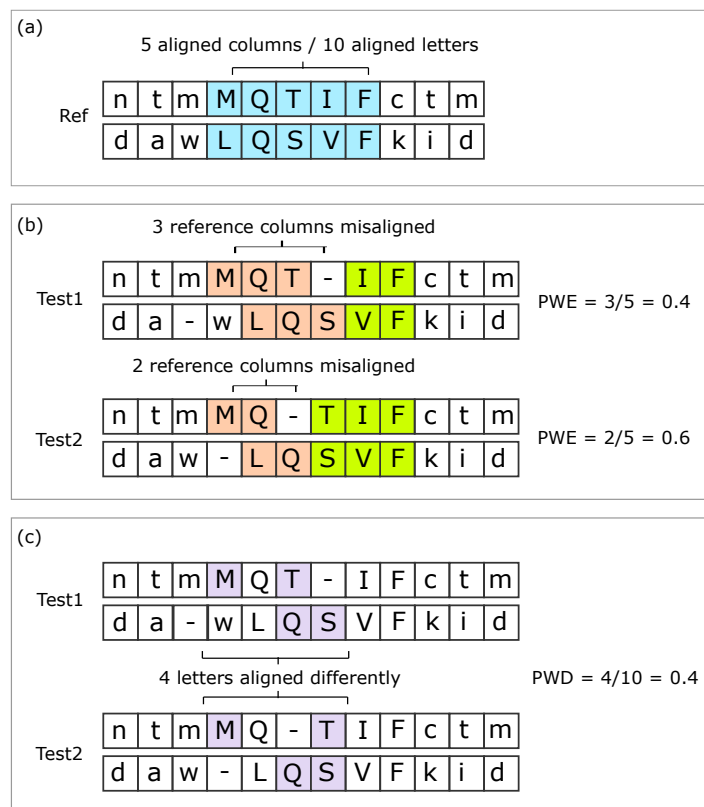 (a)
5 aligned columns / 10 aligned letters
Ref
n t m M Q T I F c t m
d a w L Q S V F k i d
(b)
3 reference columns misaligned
Test1
n t m M Q T - I F c t m
d a - w L Q S V F k i d
PWE = 3/5 = 0.4
2 reference columns misaligned
Test2
n t m M Q - T I F c t m
d a w - L Q S V F k i d
PWE = 2/5 = 0.6
(c)
Test1
n t m M Q T - I F c t m
d a - w L Q S V F k i d
4 letters aligned differently
PWD = 4/10 = 0.4
Test2
n t m M Q - T I F c t m
d a w - L Q S V F k i d